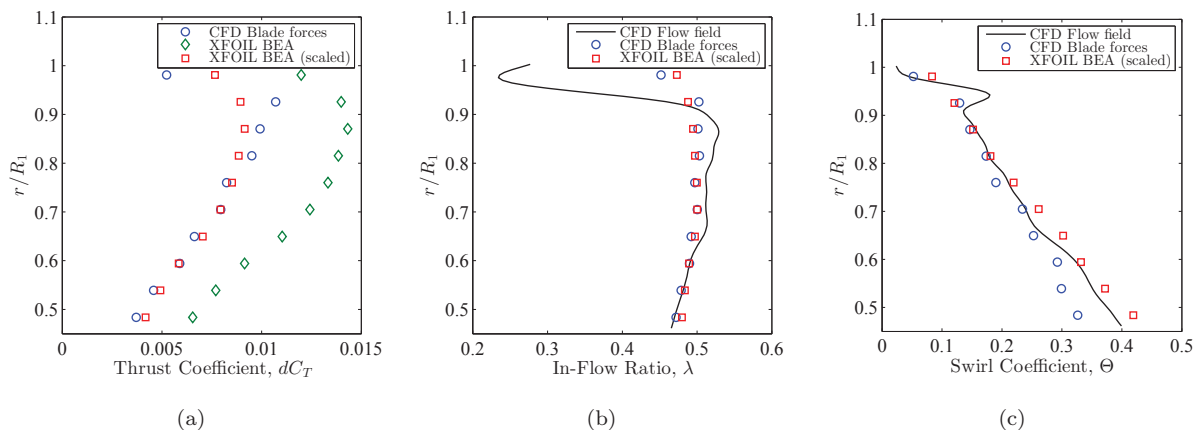 1.1
1
0.9
0.8
0.7
0.6
0.5
r/R₁
0
0.005
0.01
0.015
Thrust Coefficient, dC_T
CFD Blade forces
XFOIL BEA
XFOIL BEA (scaled)
(a)
1.1
1
0.9
0.8
0.7
0.6
0.5
r/R₁
0.2
0.3
0.4
0.5
0.6
In-Flow Ratio, λ
CFD Flow field
CFD Blade forces
XFOIL BEA (scaled)
(b)
1.1
1
0.9
0.8
0.7
0.6
0.5
r/R₁
0
0.1
0.2
0.3
0.4
0.5
Swirl Coefficient, Θ
CFD Flow field
CFD Blade forces
XFOIL BEA (scaled)
(c)